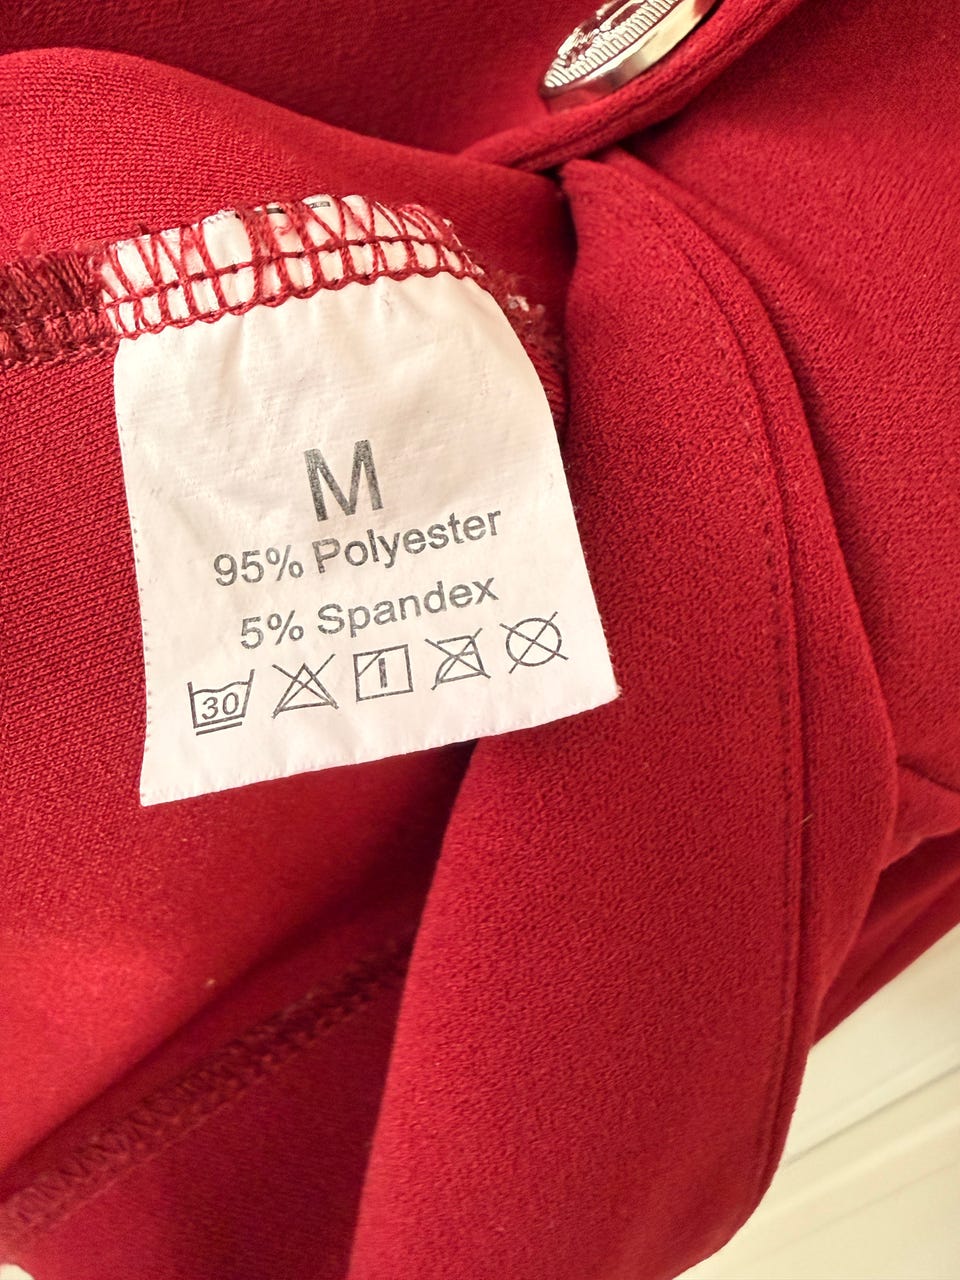 M
95% Polyester
5% Spandex
30